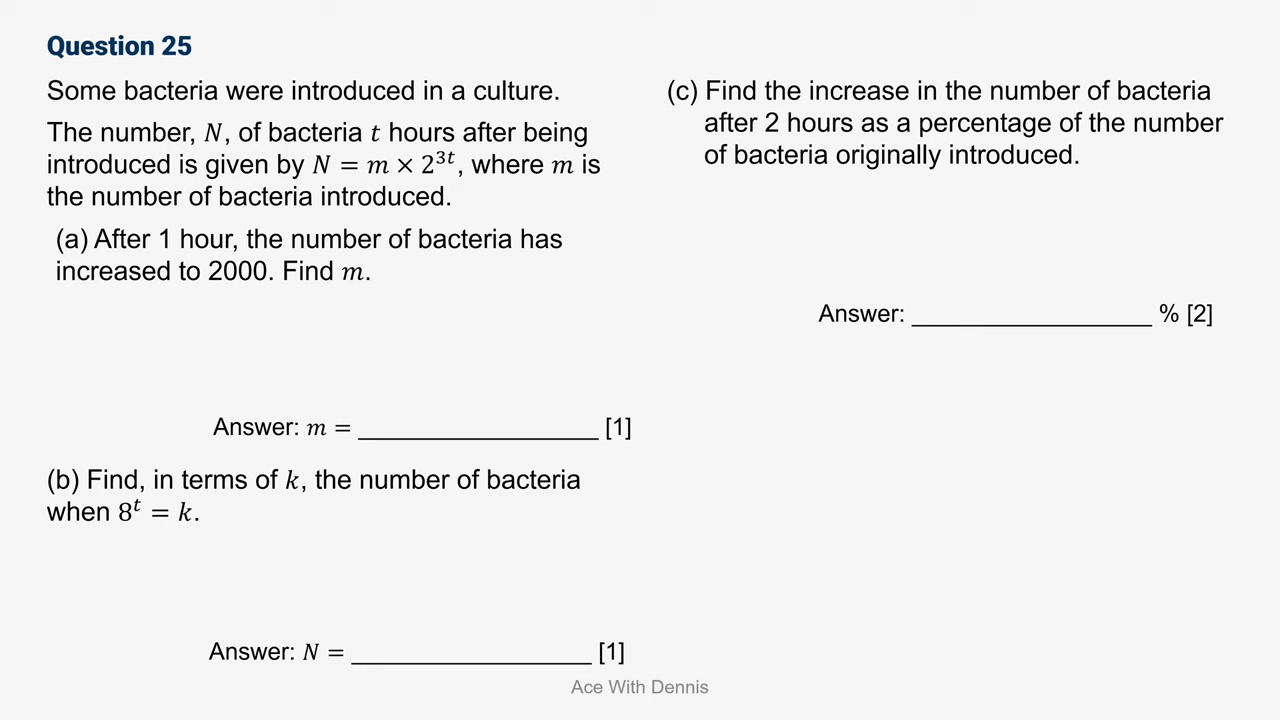 Question 25
Some bacteria were introduced in a culture.
The number, N, of bacteria t hours after being
introduced is given by N = m × 2^{3t}, where m is
the number of bacteria introduced.
(a) After 1 hour, the number of bacteria has
increased to 2000. Find m.
Answer: m = __________________ [1]
(b) Find, in terms of k, the number of bacteria
when 8^t = k.
Answer: N = __________________ [1]
(c) Find the increase in the number of bacteria
after 2 hours as a percentage of the number
of bacteria originally introduced.
Answer: __________________ % [2]
Ace With Dennis